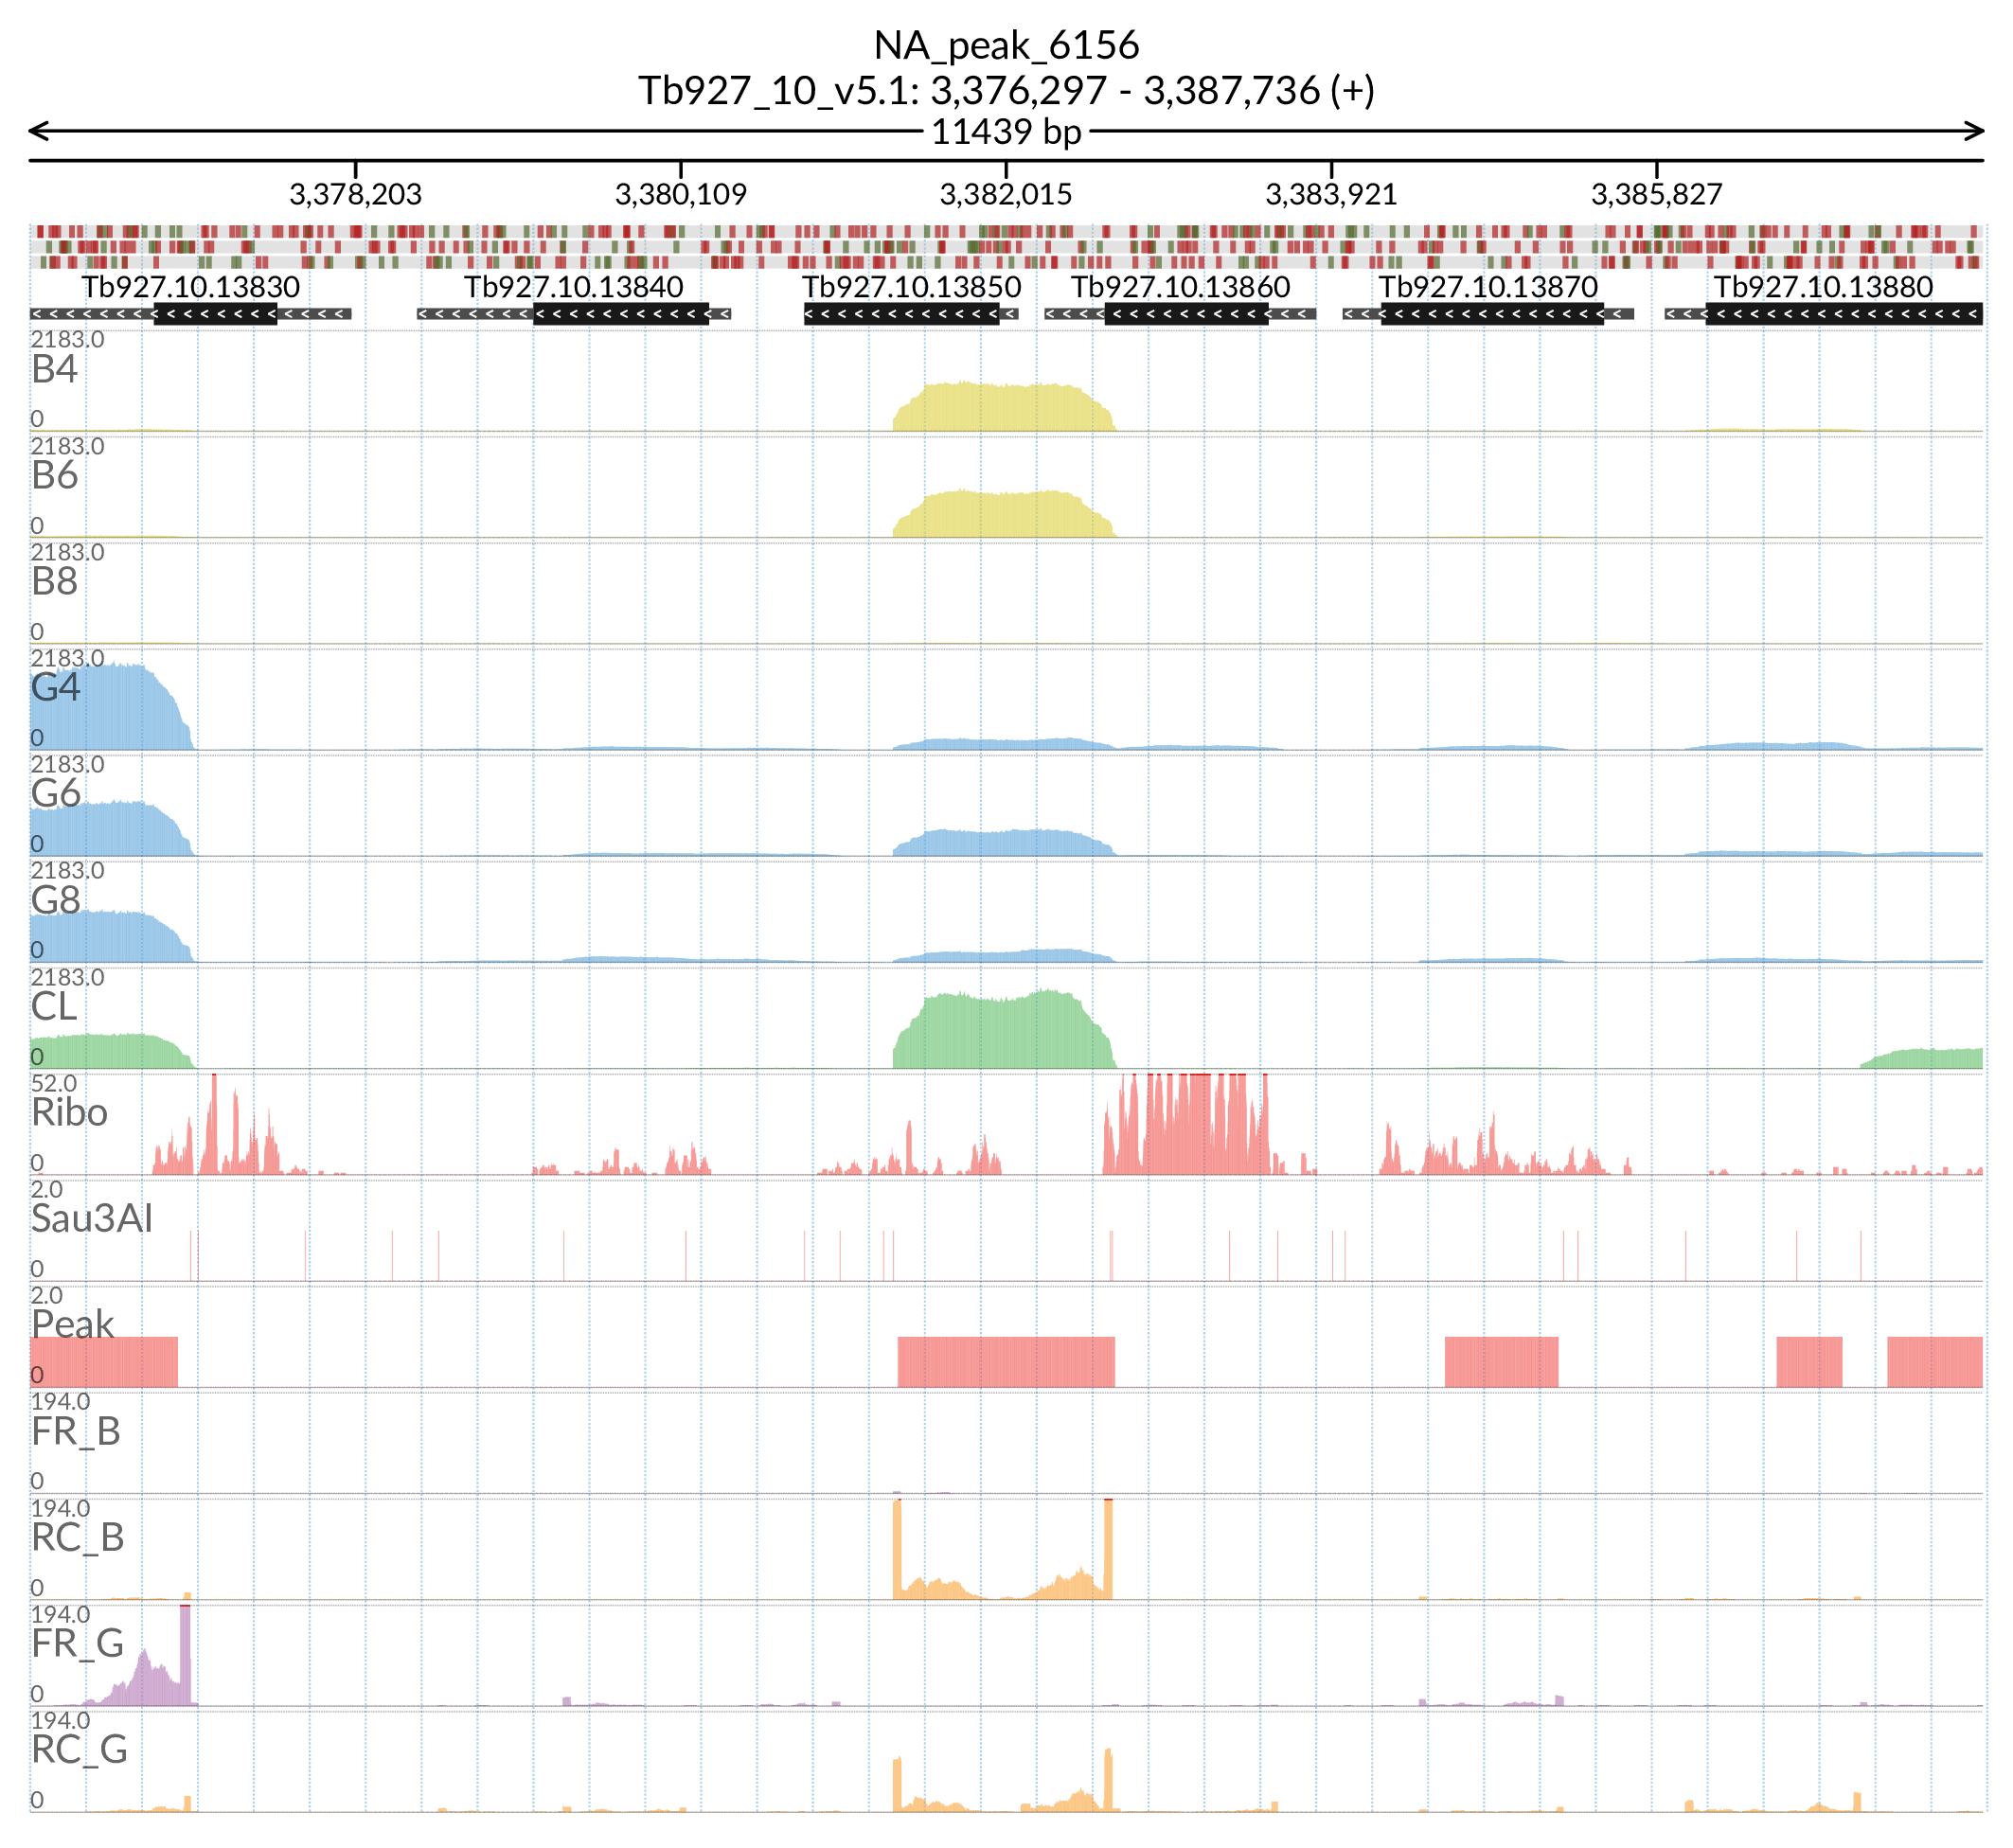 NA_peak_6156
Tb927_10_v5.1: 3,376,297 - 3,387,736 (+)
11439 bp
3,378,203 3,380,109 3,382,015 3,383,921 3,385,827
Tb927.10.13830 Tb927.10.13840 Tb927.10.13850 Tb927.10.13860 Tb927.10.13870 Tb927.10.13880
2183.0
B4
0
2183.0
B6
0
2183.0
B8
0
2183.0
G4
0
2183.0
G6
0
2183.0
G8
0
2183.0
CL
0
52.0
Ribo
0
2.0
Sau3AI
0
2.0
Peak
0
194.0
FR_B
0
194.0
RC_B
0
194.0
FR_G
0
194.0
RC_G
0